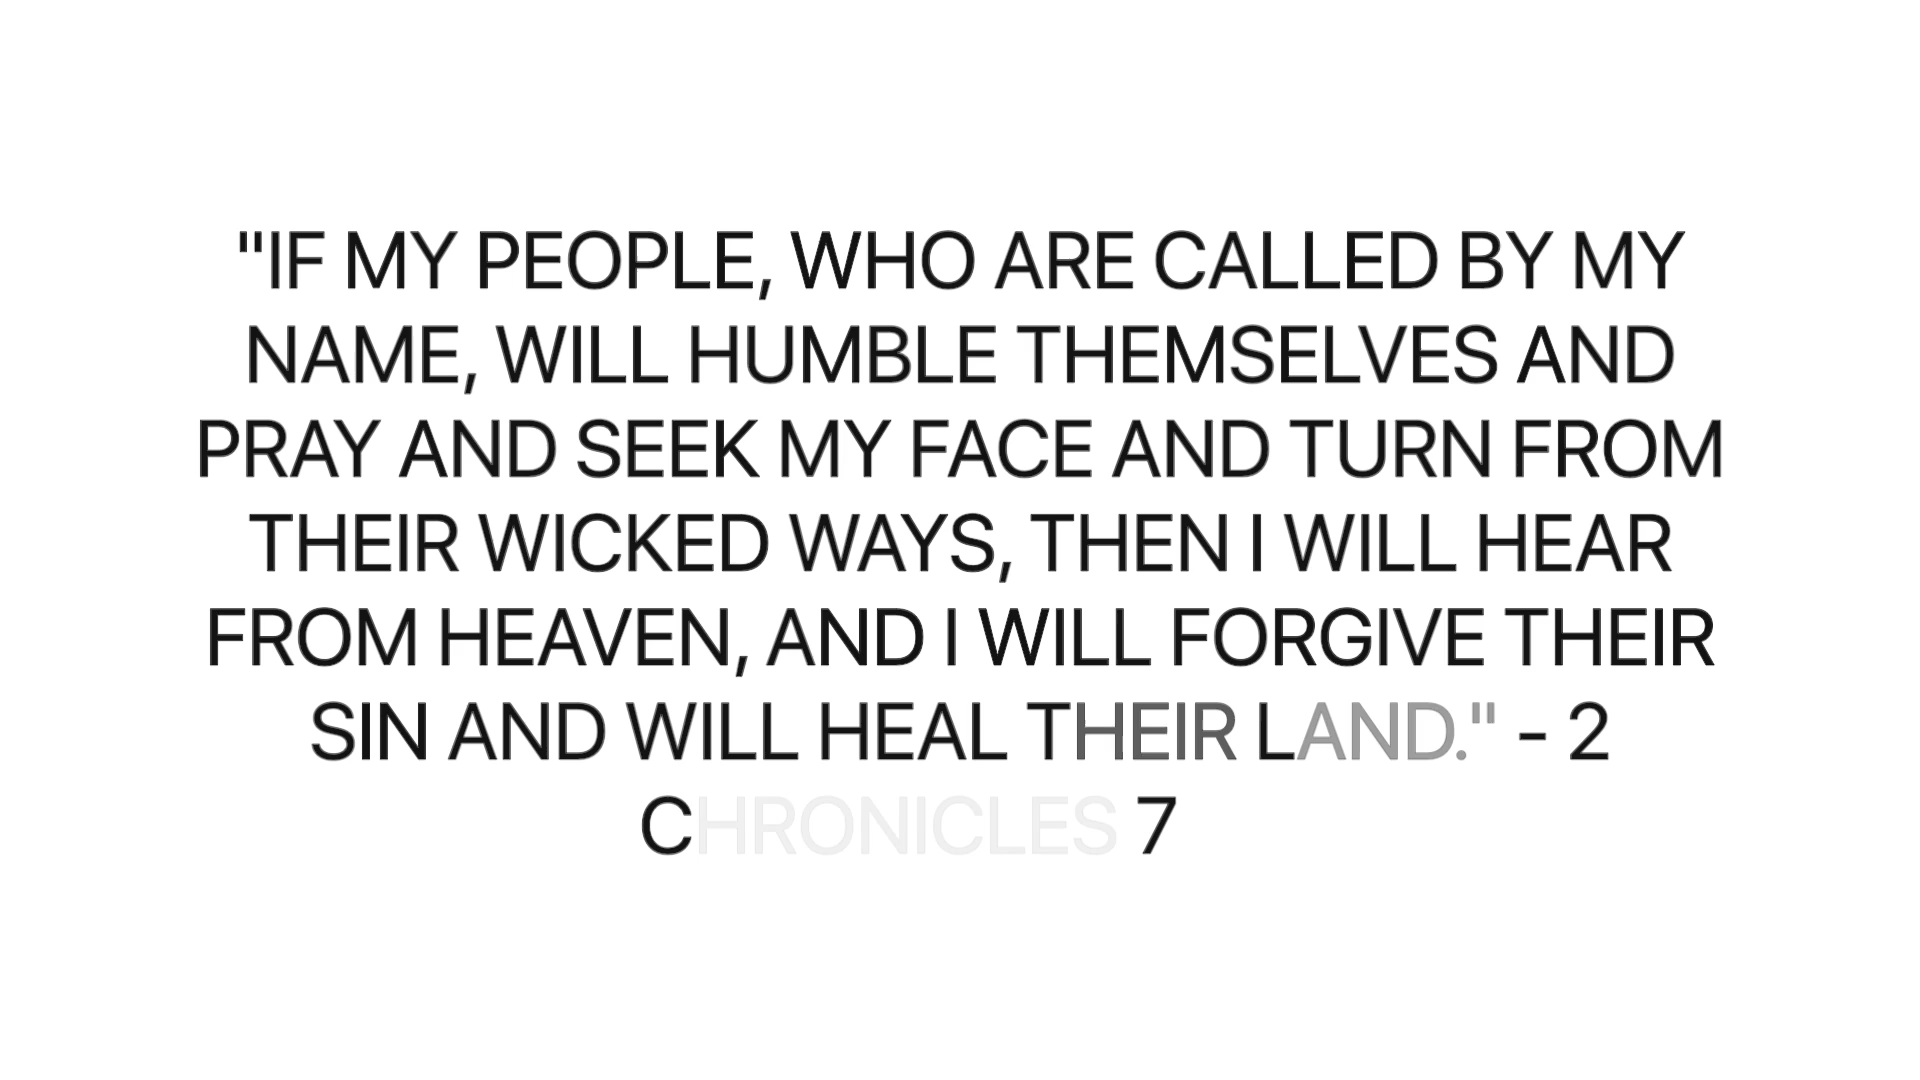 "IF MY PEOPLE, WHO ARE CALLED BY MY
NAME, WILL HUMBLE THEMSELVES AND
PRAY AND SEEK MY FACE AND TURN FROM
THEIR WICKED WAYS, THEN I WILL HEAR
FROM HEAVEN, AND I WILL FORGIVE THEIR
SIN AND WILL HEAL THEIR LAND." - 2
CHRONICLES 7